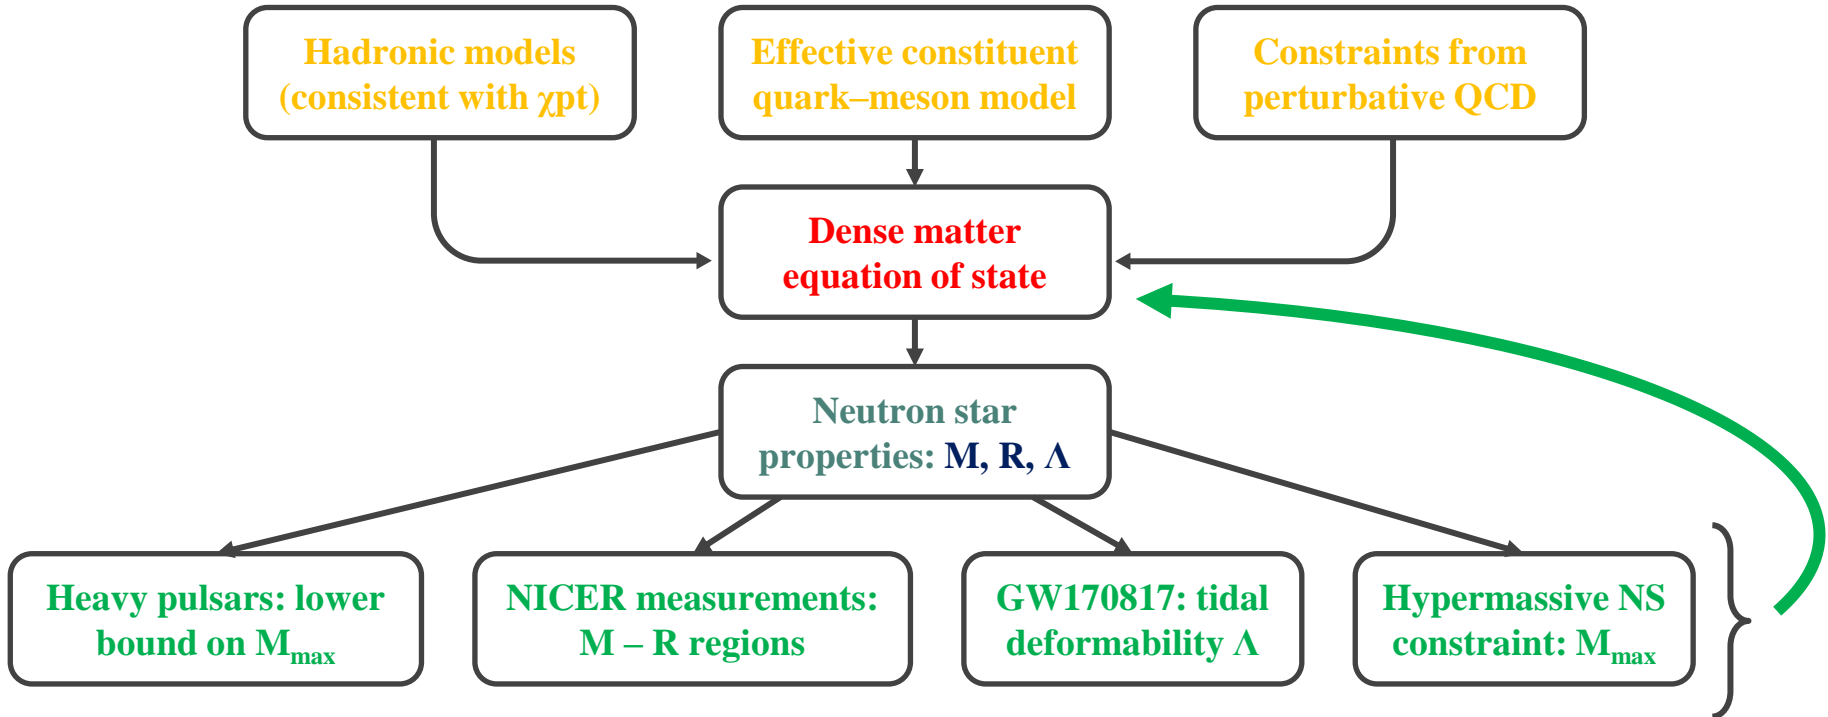 Hadronic models
(consistent with χpt)
Effective constituent
quark–meson model
Constraints from
perturbative QCD
Dense matter
equation of state
Neutron star
properties: M, R, Λ
Heavy pulsars: lower
bound on Mmax
NICER measurements:
M – R regions
GW170817: tidal
deformability Λ
Hypermassive NS
constraint: Mmax